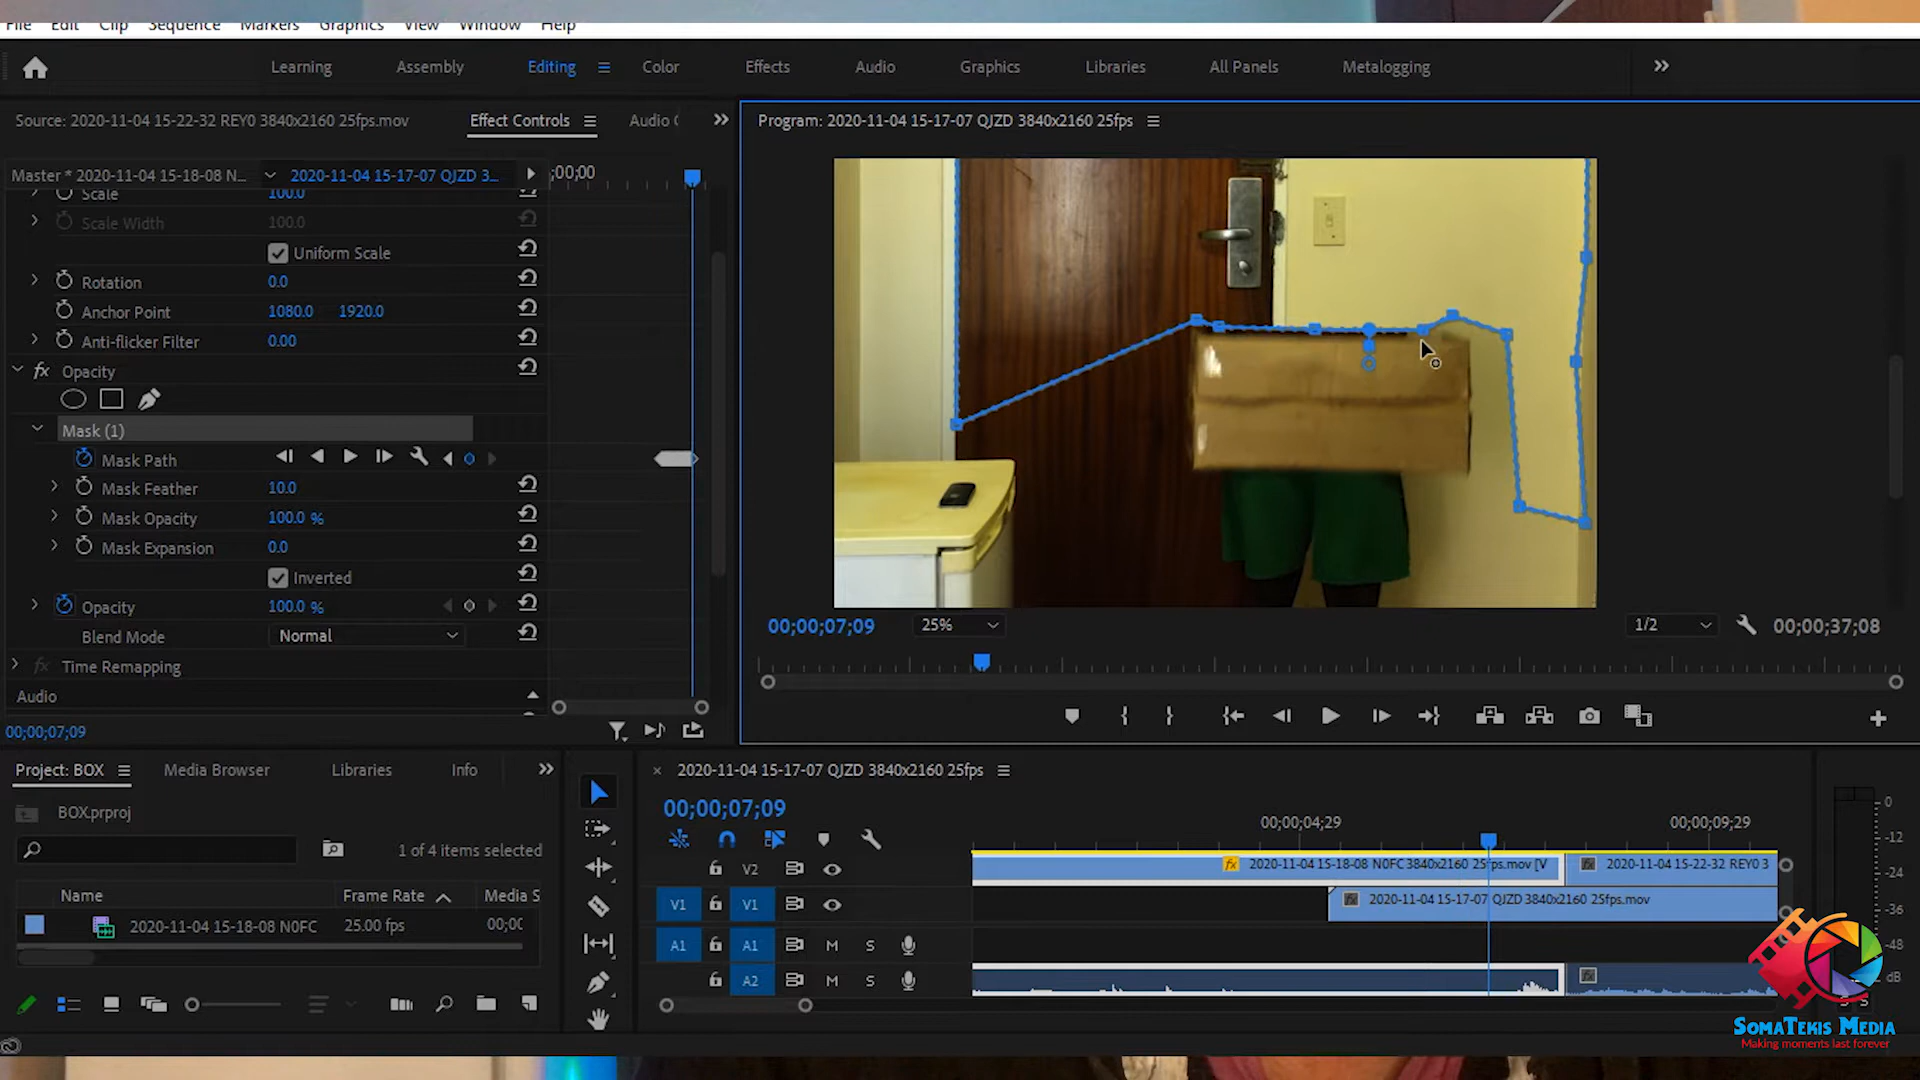 File Edit Clip Sequence Markers Graphics View Window Help
Learning Assembly Editing Color Effects Audio Graphics Libraries All Panels Metalogging
Source: 2020-11-04 15-22-32 REY0 3840x2160 25fps.mov Effect Controls Audio C
Program: 2020-11-04 15-17-07 QJZD 3840x2160 25fps
Master * 2020-11-04 15-18-08 N... 2020-11-04 15-17-07 QJZD 3... ;00;00
Scale 100.0
Scale Width 100.0
Uniform Scale
Rotation 0.0
Anchor Point 1080.0 1920.0
Anti-flicker Filter 0.00
fx Opacity
Mask (1)
Mask Path
Mask Feather 10.0
Mask Opacity 100.0 %
Mask Expansion 0.0
Inverted
Opacity 100.0 %
Blend Mode Normal
fx Time Remapping
Audio
00;00;07;09
00;00;07;09 25% 1/2 00;00;37;08
Project: BOX Media Browser Libraries Info
BOX.prproj
1 of 4 items selected
Name Frame Rate Media S
2020-11-04 15-18-08 N0FC 25.00 fps 00;00
2020-11-04 15-17-07 QJZD 3840x2160 25fps
00;00;07;09
00;00;04;29 00;00;09;29
V2 fx 2020-11-04 15-18-08 N0FC 3840x2160 25fps.mov [V fx 2020-11-04 15-22-32 REY0 3
V1 V1 fx 2020-11-04 15-17-07 QJZD 3840x2160 25fps.mov
A1 A1 M S
A2 M S fx
0
-12
-24
-36
-48
dB
S S
SomaTekis Media
Making moments last forever